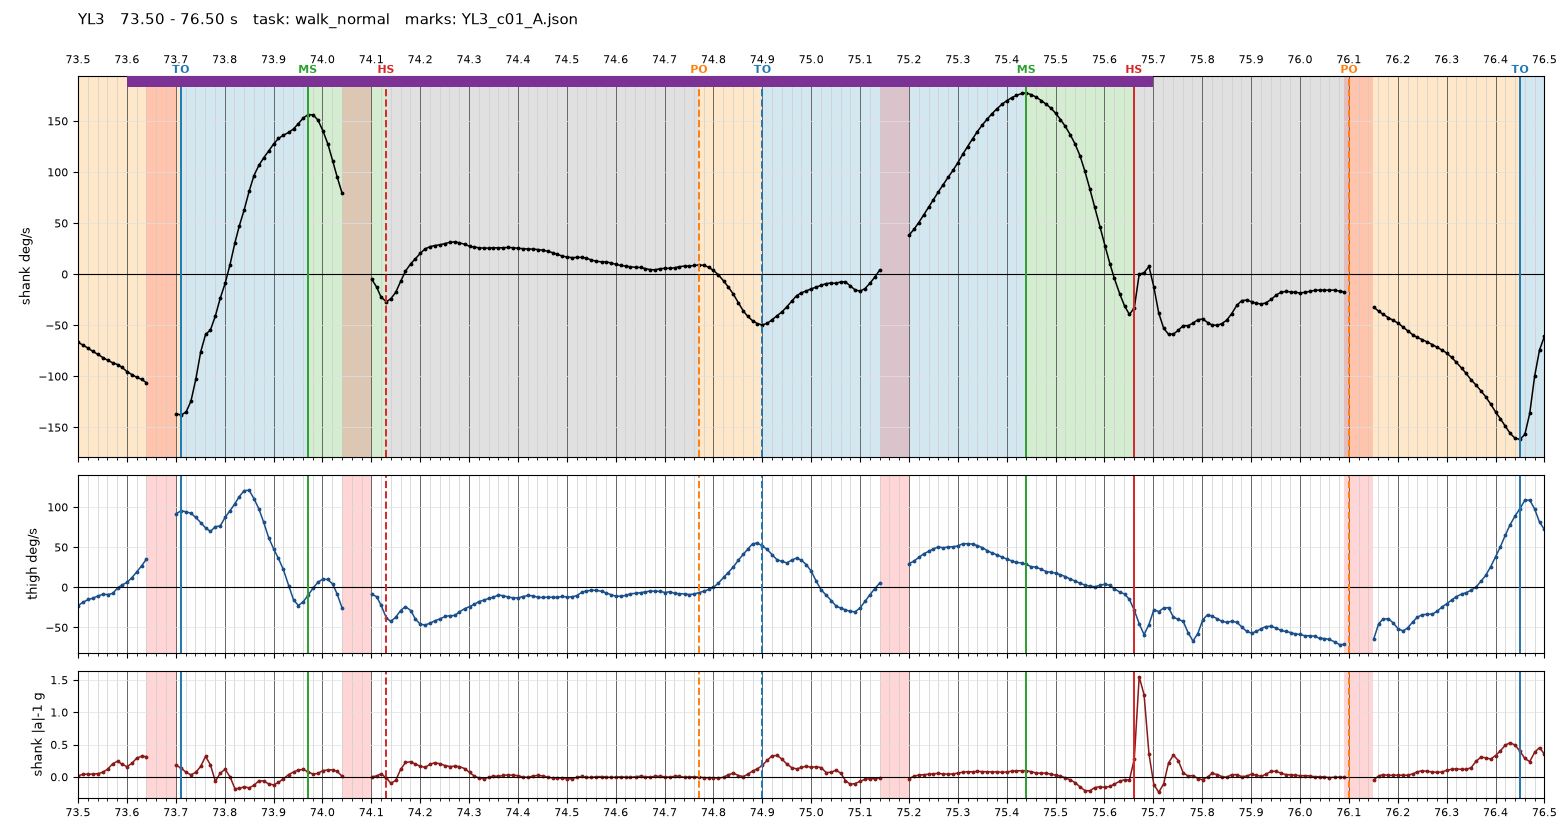 YL3 73.50 - 76.50 s task: walk_normal marks: YL3_c01_A.json
73.5 73.6 73.7 73.8 73.9 74.0 74.1 74.2 74.3 74.4 74.5 74.6 74.7 74.8 74.9 75.0 75.1 75.2 75.3 75.4 75.5 75.6 75.7 75.8 75.9 76.0 76.1 76.2 76.3 76.4 76.5
TO MS HS PO TO MS HS PO TO
shank deg/s
150
100
50
0
−50
−100
−150
thigh deg/s
100
50
0
−50
shank |a|-1 g
1.5
1.0
0.5
0.0
73.5 73.6 73.7 73.8 73.9 74.0 74.1 74.2 74.3 74.4 74.5 74.6 74.7 74.8 74.9 75.0 75.1 75.2 75.3 75.4 75.5 75.6 75.7 75.8 75.9 76.0 76.1 76.2 76.3 76.4 76.5